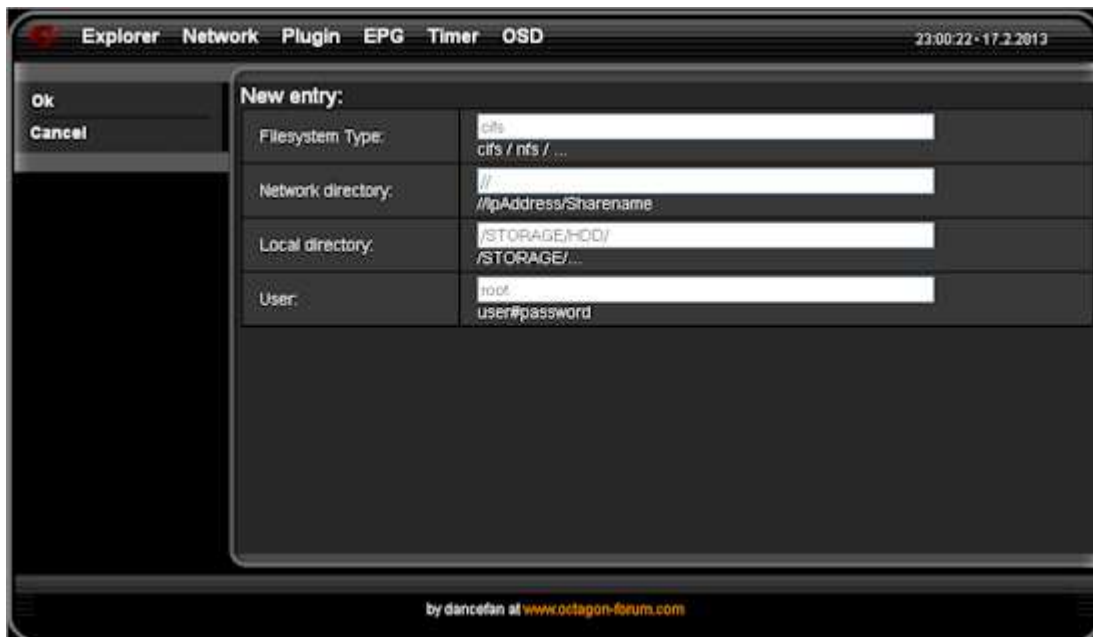 Explorer Network Plugin EPG Timer OSD 23:00:22 - 17.2.2013
Ok
Cancel
New entry:
Filesystem Type:
cifs
cifs / nfs / ...
Network directory:
//
//IpAddress/Sharename
Local directory:
/STORAGE/HDD/
/STORAGE/...
User:
root
user#password
by dancefan at www.octagon-forum.com